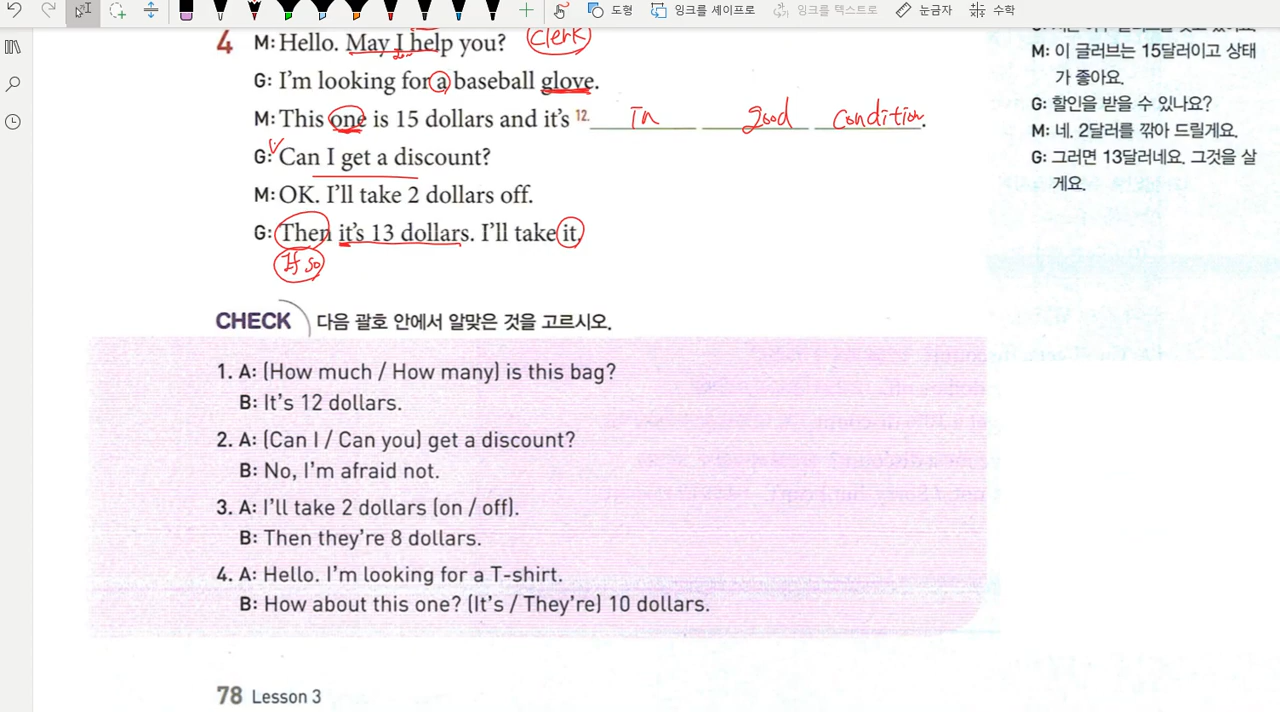 도형
잉크를 셰이프로
잉크를 텍스트로
눈금자
수학
4 M: Hello. May I help you? clerk
G: I'm looking for a baseball glove.
M: This one is 15 dollars and it's 12. In good condition.
G: Can I get a discount?
M: OK. I'll take 2 dollars off.
G: Then it's 13 dollars. I'll take it.
If so
M: 이 글러브는 15달러이고 상태
가 좋아요.
G: 할인을 받을 수 있나요?
M: 네. 2달러를 깎아 드릴게요.
G: 그러면 13달러네요. 그것을 살
게요.
CHECK 다음 괄호 안에서 알맞은 것을 고르시오.
1. A: (How much / How many) is this bag?
B: It's 12 dollars.
2. A: (Can I / Can you) get a discount?
B: No, I'm afraid not.
3. A: I'll take 2 dollars (on / off).
B: Then they're 8 dollars.
4. A: Hello. I'm looking for a T-shirt.
B: How about this one? (It's / They're) 10 dollars.
78 Lesson 3